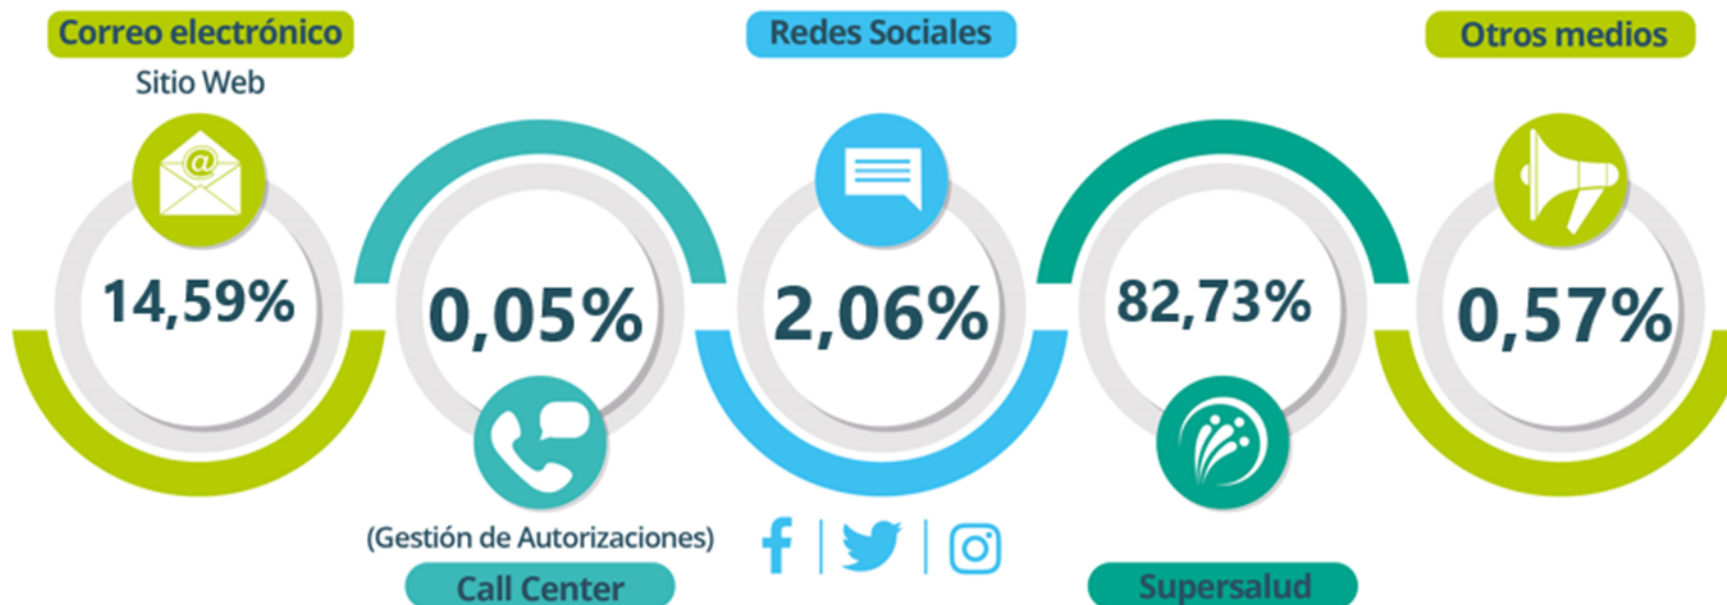 Correo electrónico
Sitio Web
14,59%
0,05%
(Gestión de Autorizaciones)
Call Center
Redes Sociales
2,06%
82,73%
Supersalud
Otros medios
0,57%